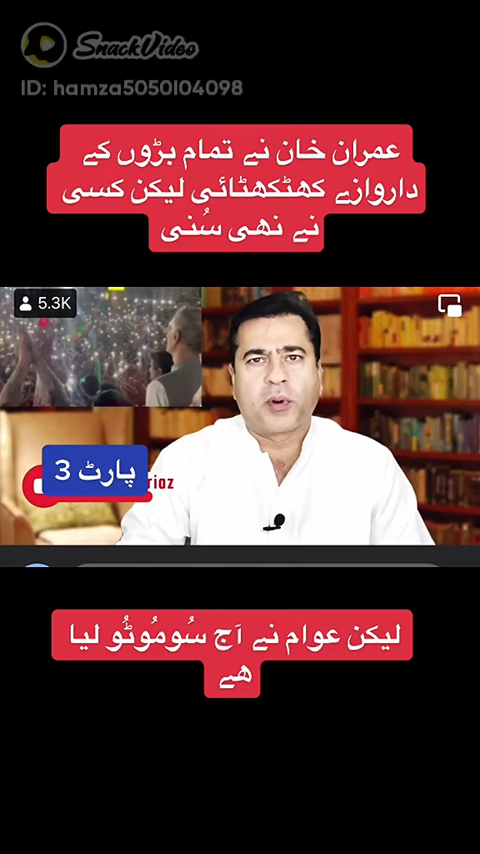 SnackVideo
ID: hamza5050104098
عمران خان نے تمام بڑوں کے
داروازے کھٹکھٹائی لیکن کسی
نے نھی سُنی
5.3K
پارٹ 3
riaz
لیکن عوام نے آج سُومُوٹُو لیا
ھے